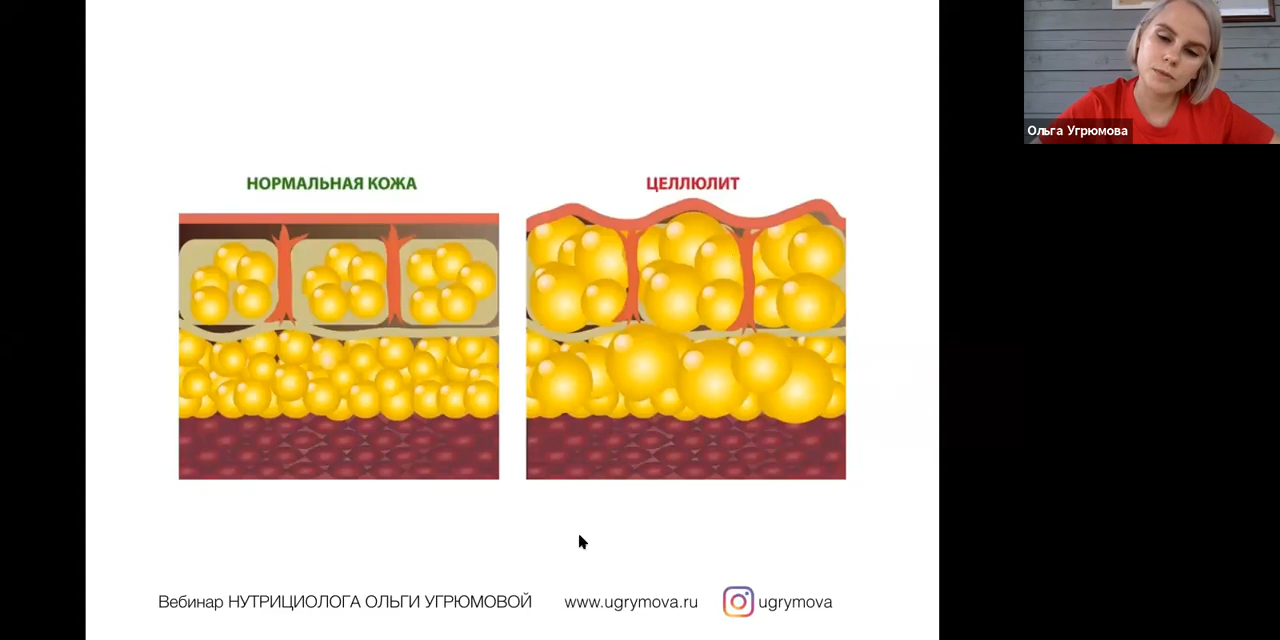 Ольга Угрюмова
НОРМАЛЬНАЯ КОЖА
ЦЕЛЛЮЛИТ
Вебинар НУТРИЦИОЛОГА ОЛЬГИ УГРЮМОВОЙ
www.ugrymova.ru
ugrymova